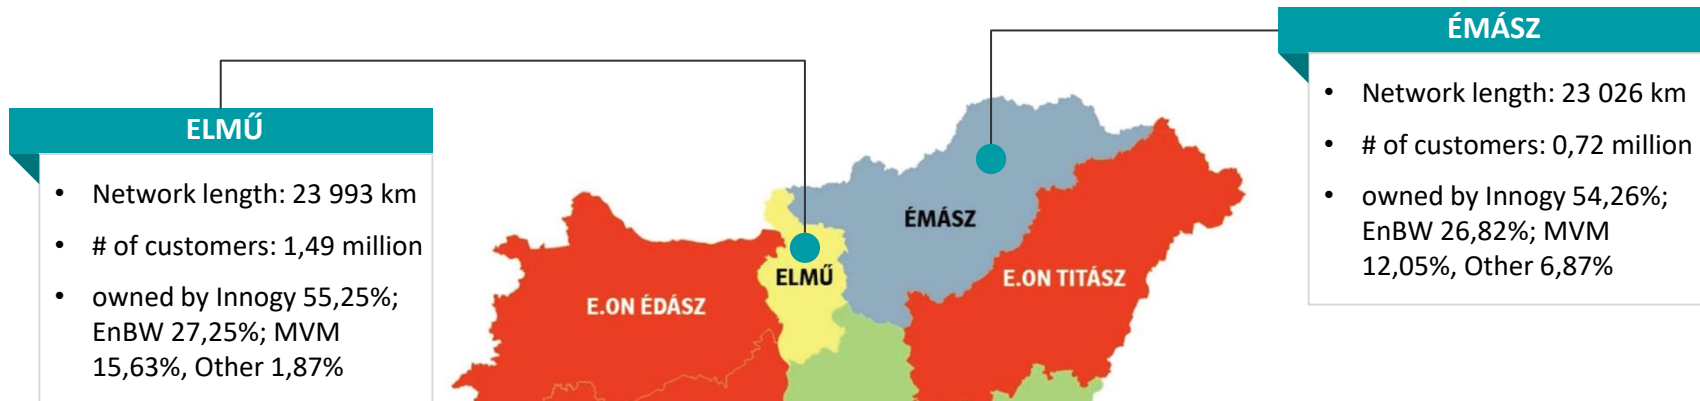 ELMŰ
• Network length: 23 993 km
• # of customers: 1,49 million
• owned by Innogy 55,25%;
EnBW 27,25%; MVM
15,63%, Other 1,87%
ÉMÁSZ
• Network length: 23 026 km
• # of customers: 0,72 million
• owned by Innogy 54,26%;
EnBW 26,82%; MVM
12,05%, Other 6,87%
ÉMÁSZ
ELMŰ
E.ON TITÁSZ
E.ON ÉDÁSZ